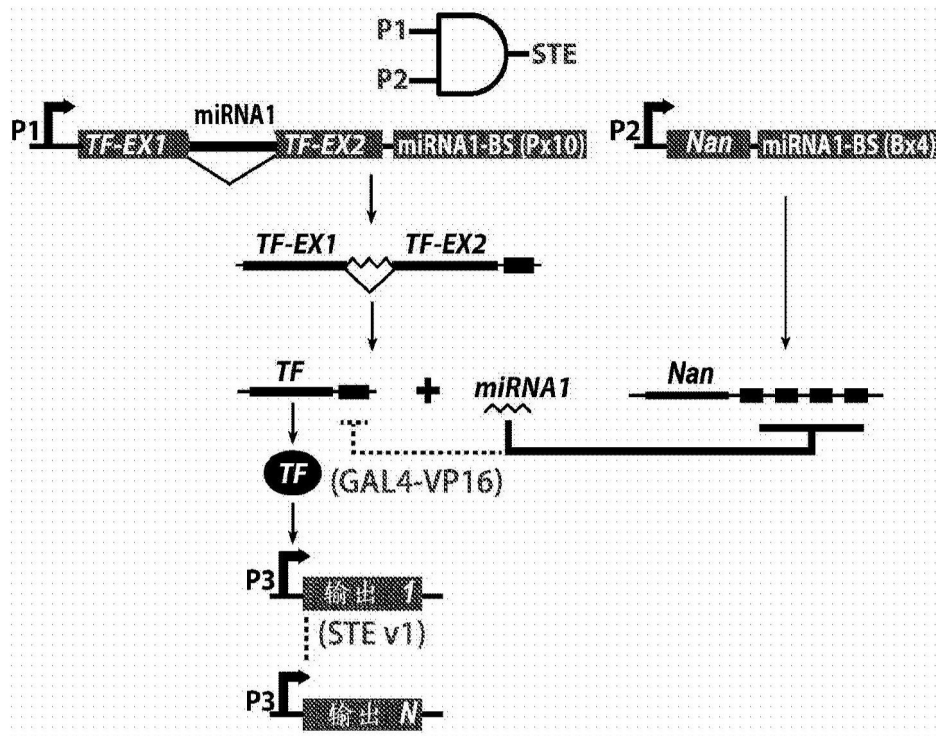 P1
STE
P2
miRNA1
P1
TF-EX1
TF-EX2
miRNA1-BS (Px10)
P2
Nan
miRNA1-BS (Bx4)
TF-EX1
TF-EX2
TF
+
miRNA1
Nan
TF
(GAL4-VP16)
P3
输出 1
(STE v1)
P3
输出 N